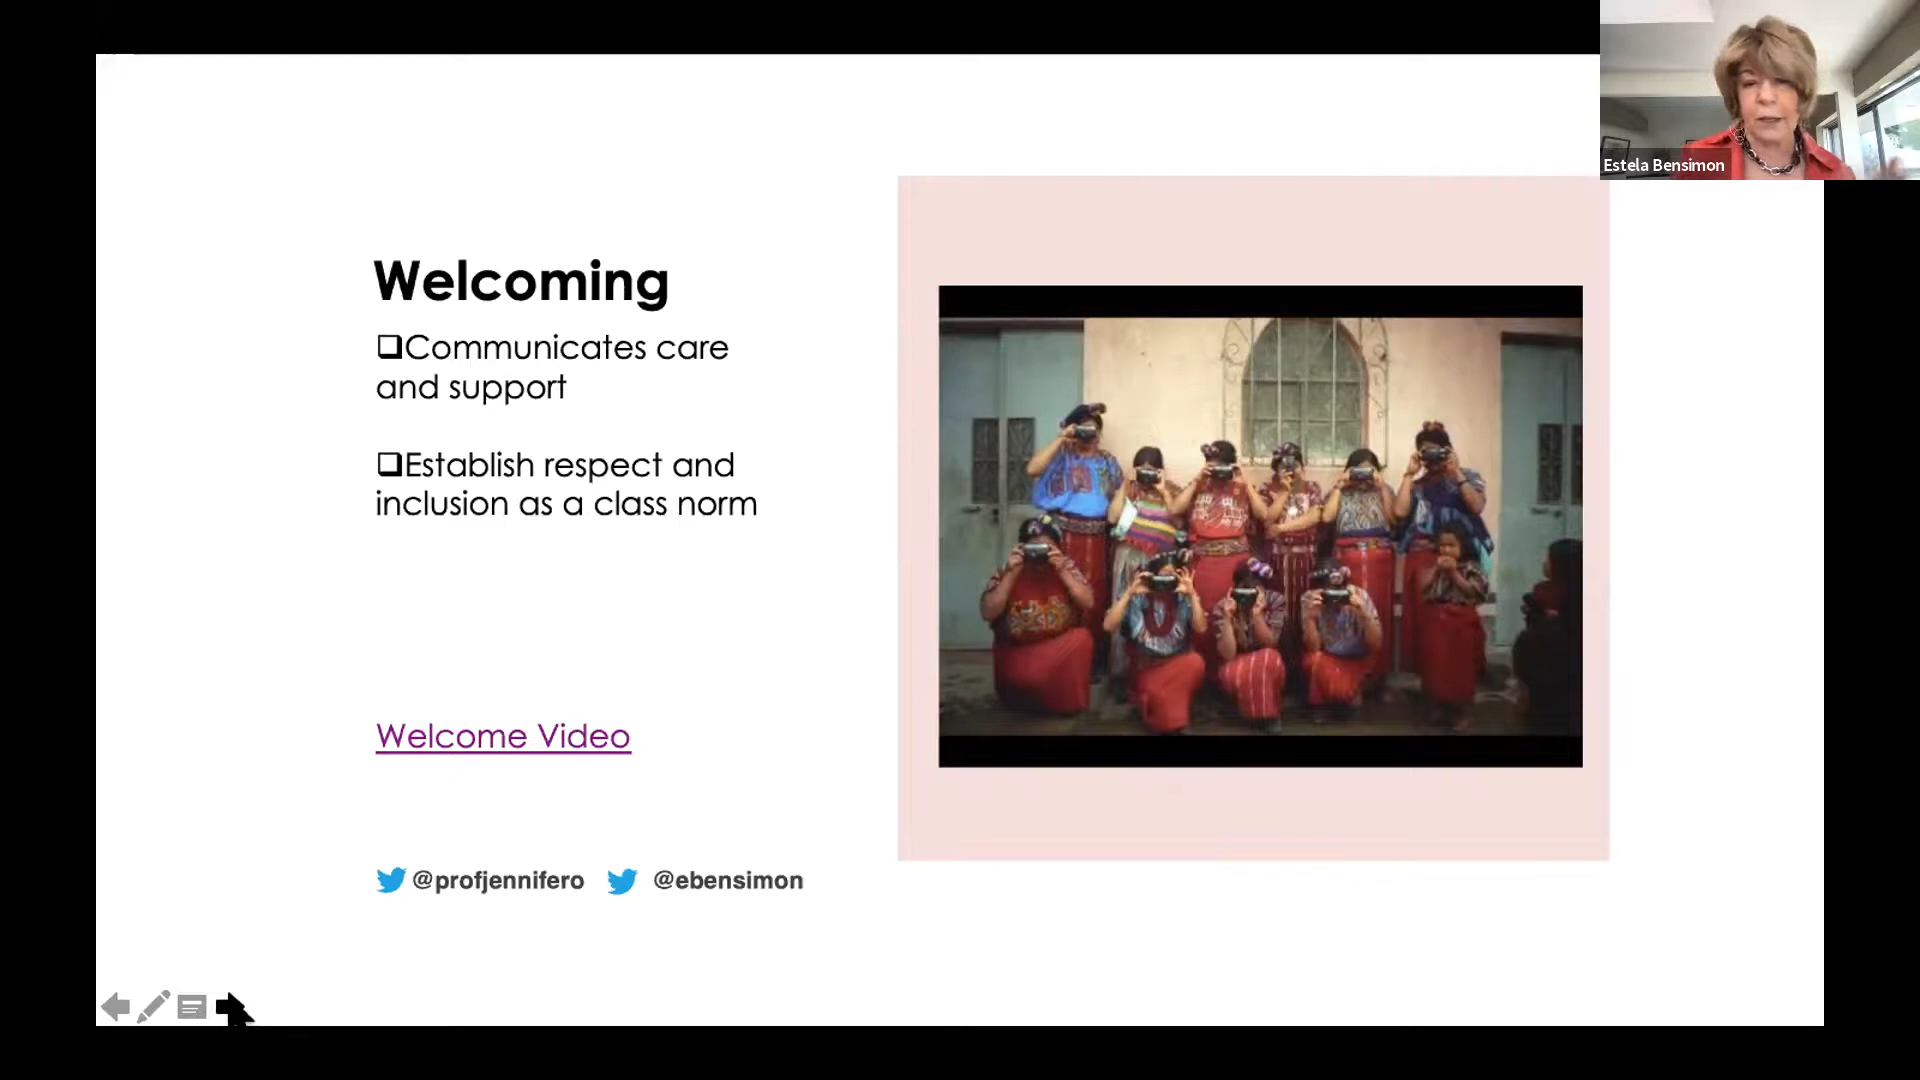 Estela Bensimon
Welcoming
❑Communicates care
and support
❑Establish respect and
inclusion as a class norm
Welcome Video
@profjennifero @ebensimon